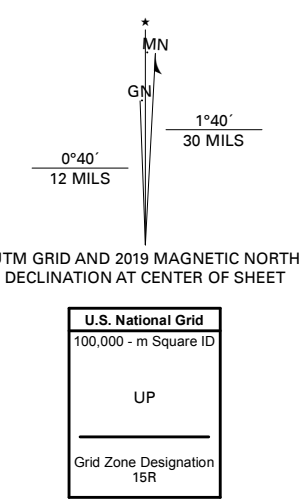 ★
MN
GN
1°40´
30 MILS
0°40´
12 MILS
UTM GRID AND 2019 MAGNETIC NORTH
DECLINATION AT CENTER OF SHEET
U.S. National Grid
100,000 - m Square ID
UP
Grid Zone Designation
15R